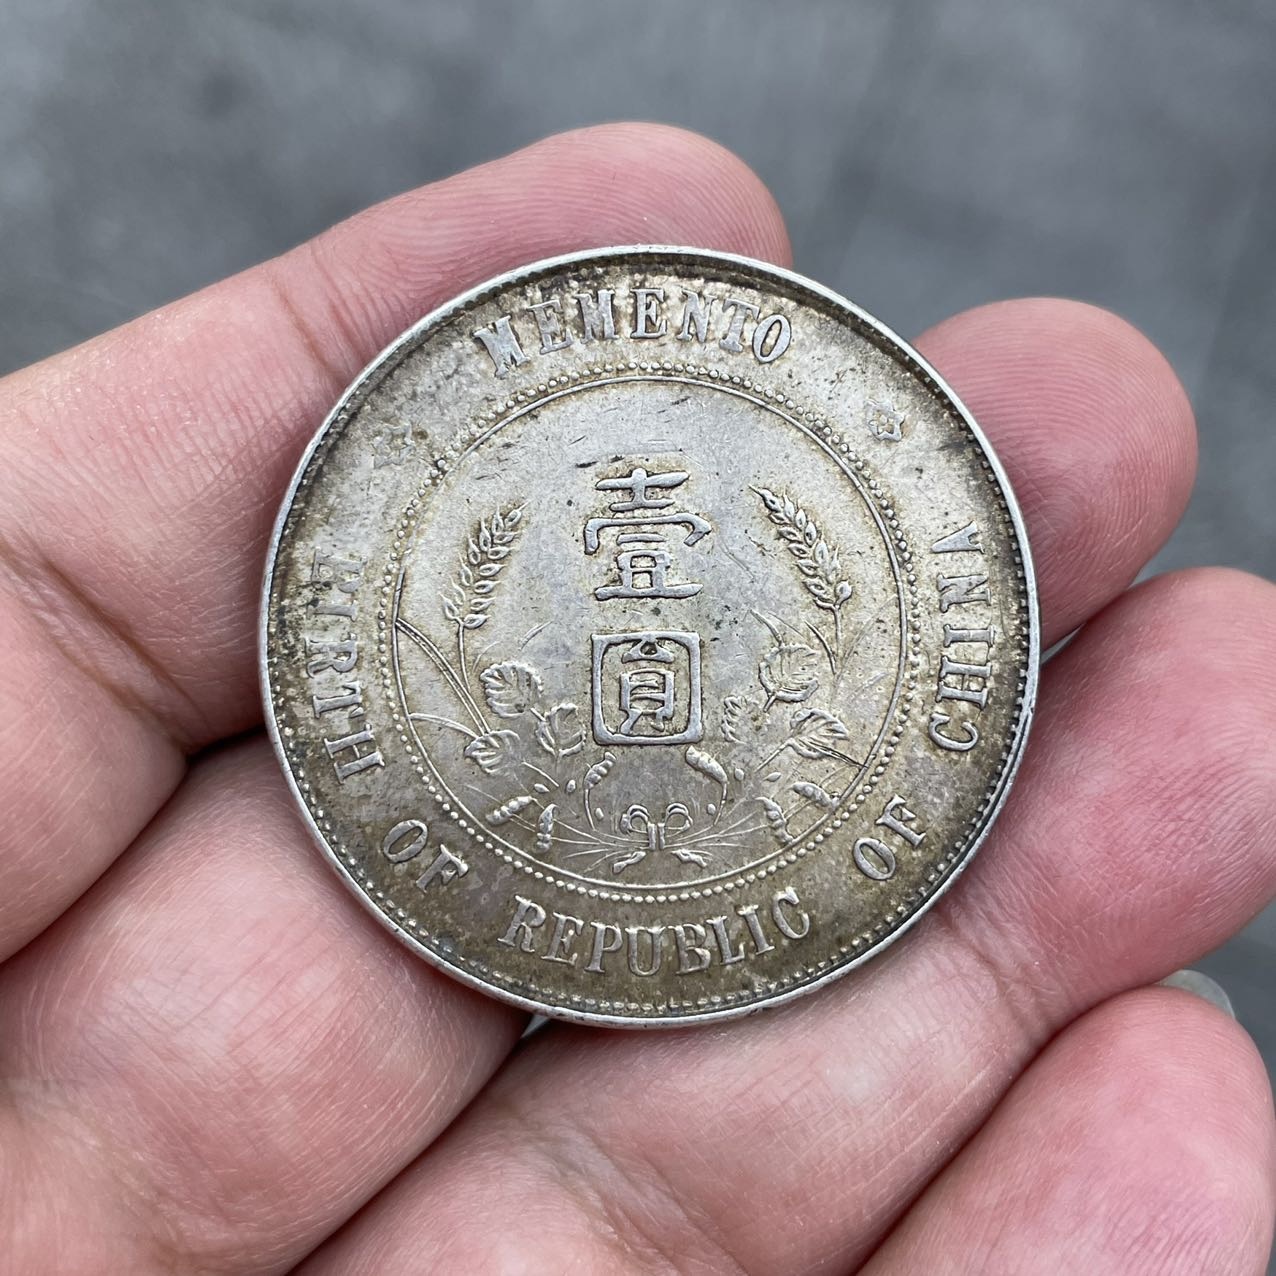 MEMENTO
壹圓
BIRTH OF REPUBLIC OF CHINA